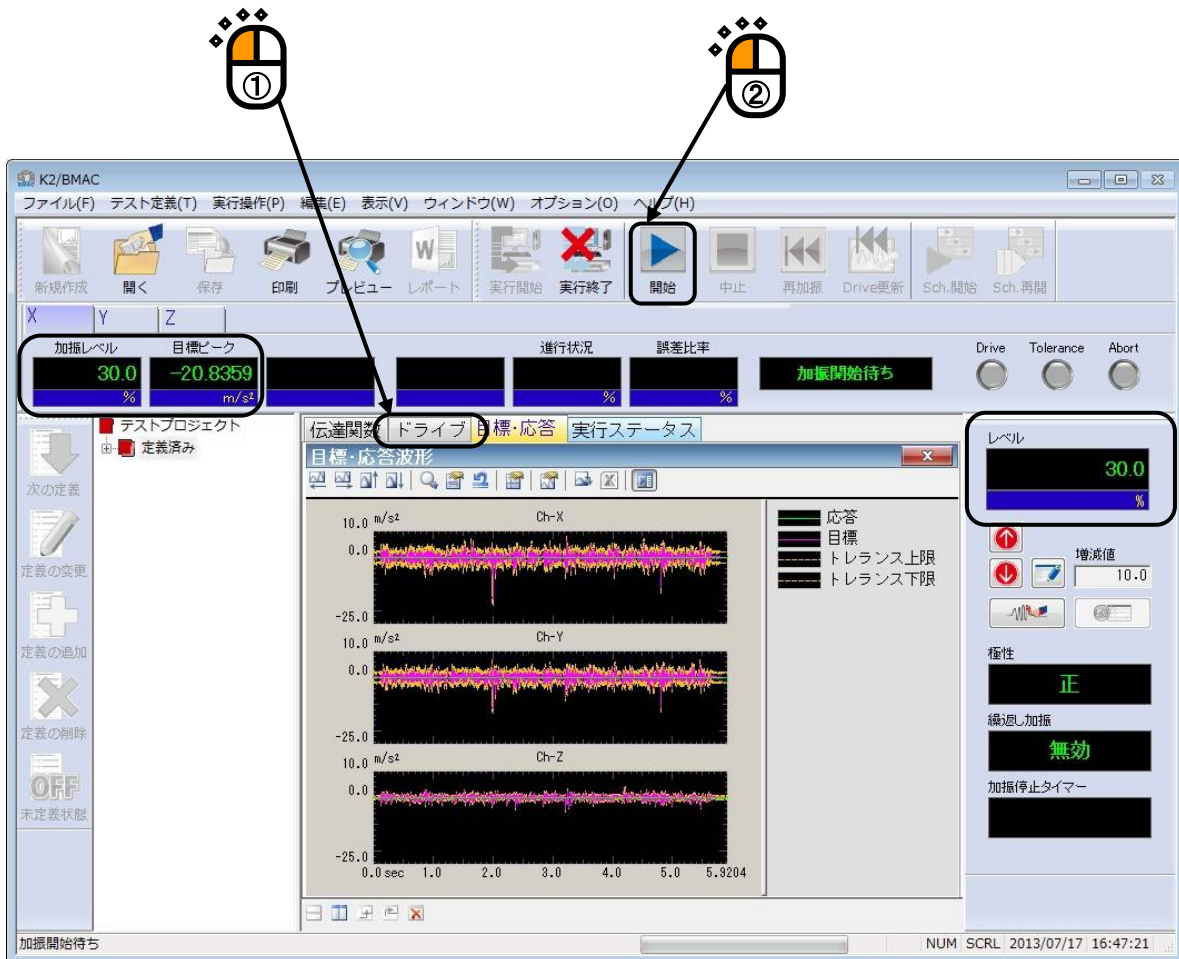 ①
②
K2/BMAC
ファイル(F) テスト定義(T) 実行操作(P) 編集(E) 表示(V) ウィンドウ(W) オプション(O) ヘルプ(H)
新規作成 開く 保存 印刷 プレビュー レポート 実行開始 実行終了 開始 中止 再加振 Drive更新 Sch.開始 Sch.再開
X Y Z
加振レベル 目標ピーク 進行状況 誤差比率 Drive Tolerance Abort
30.0 -20.8359 加振開始待ち
% m/s² % %
テストプロジェクト
定義済み
次の定義
定義の変更
定義の追加
定義の削除
OFF
未定義状態
伝達関数 ドライブ 目標・応答 実行ステータス
目標・応答波形
10.0 m/s² Ch-X
0.0
-25.0
10.0 m/s² Ch-Y
0.0
-25.0
10.0 m/s² Ch-Z
0.0
-25.0
0.0 sec 1.0 2.0 3.0 4.0 5.0 5.9204
応答
目標
トレランス上限
トレランス下限
レベル
30.0
%
増減値
10.0
極性
正
繰返し加振
無効
加振停止タイマー
加振開始待ち NUM SCRL 2013/07/17 16:47:21